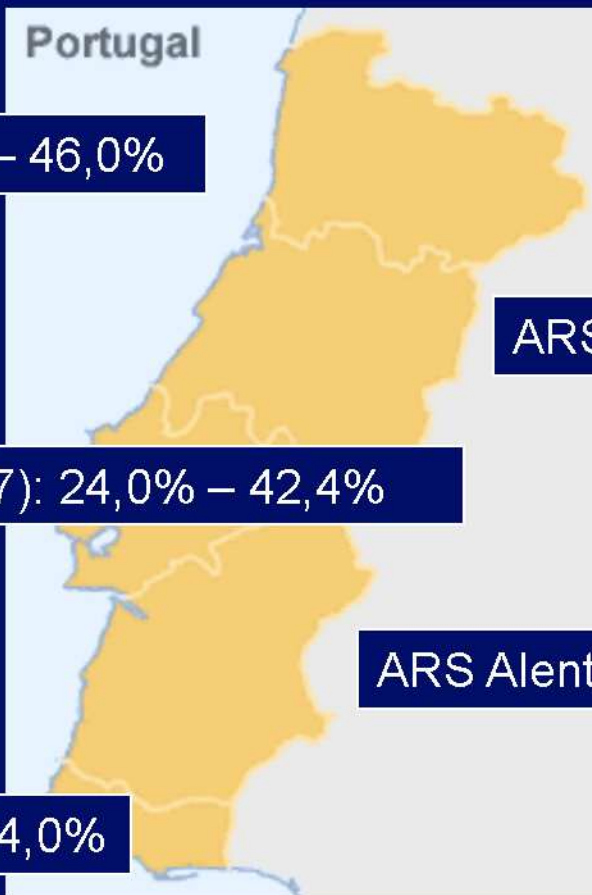 Portugal
– 46,0%
ARS
7): 24,0% – 42,4%
ARS Alent
4,0%